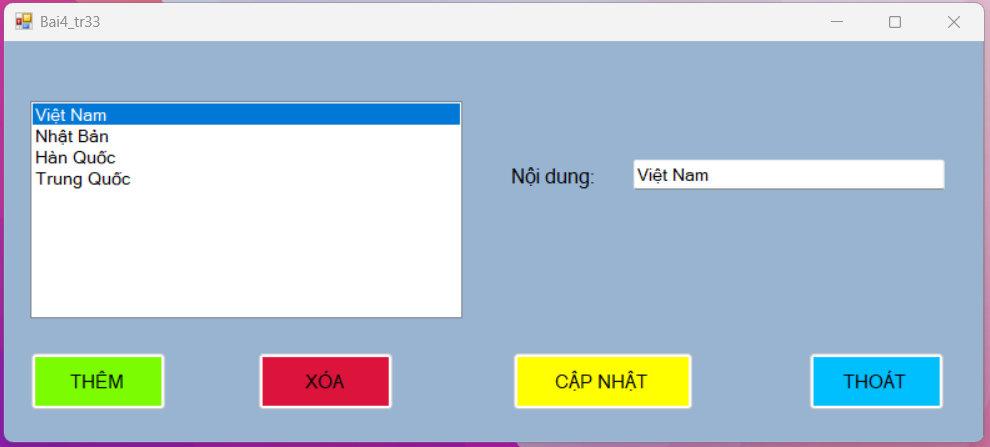 Bai4_tr33
Việt Nam
Nhật Bản
Hàn Quốc
Trung Quốc
Nội dung:
Việt Nam
THÊM
XÓA
CẬP NHẬT
THOÁT